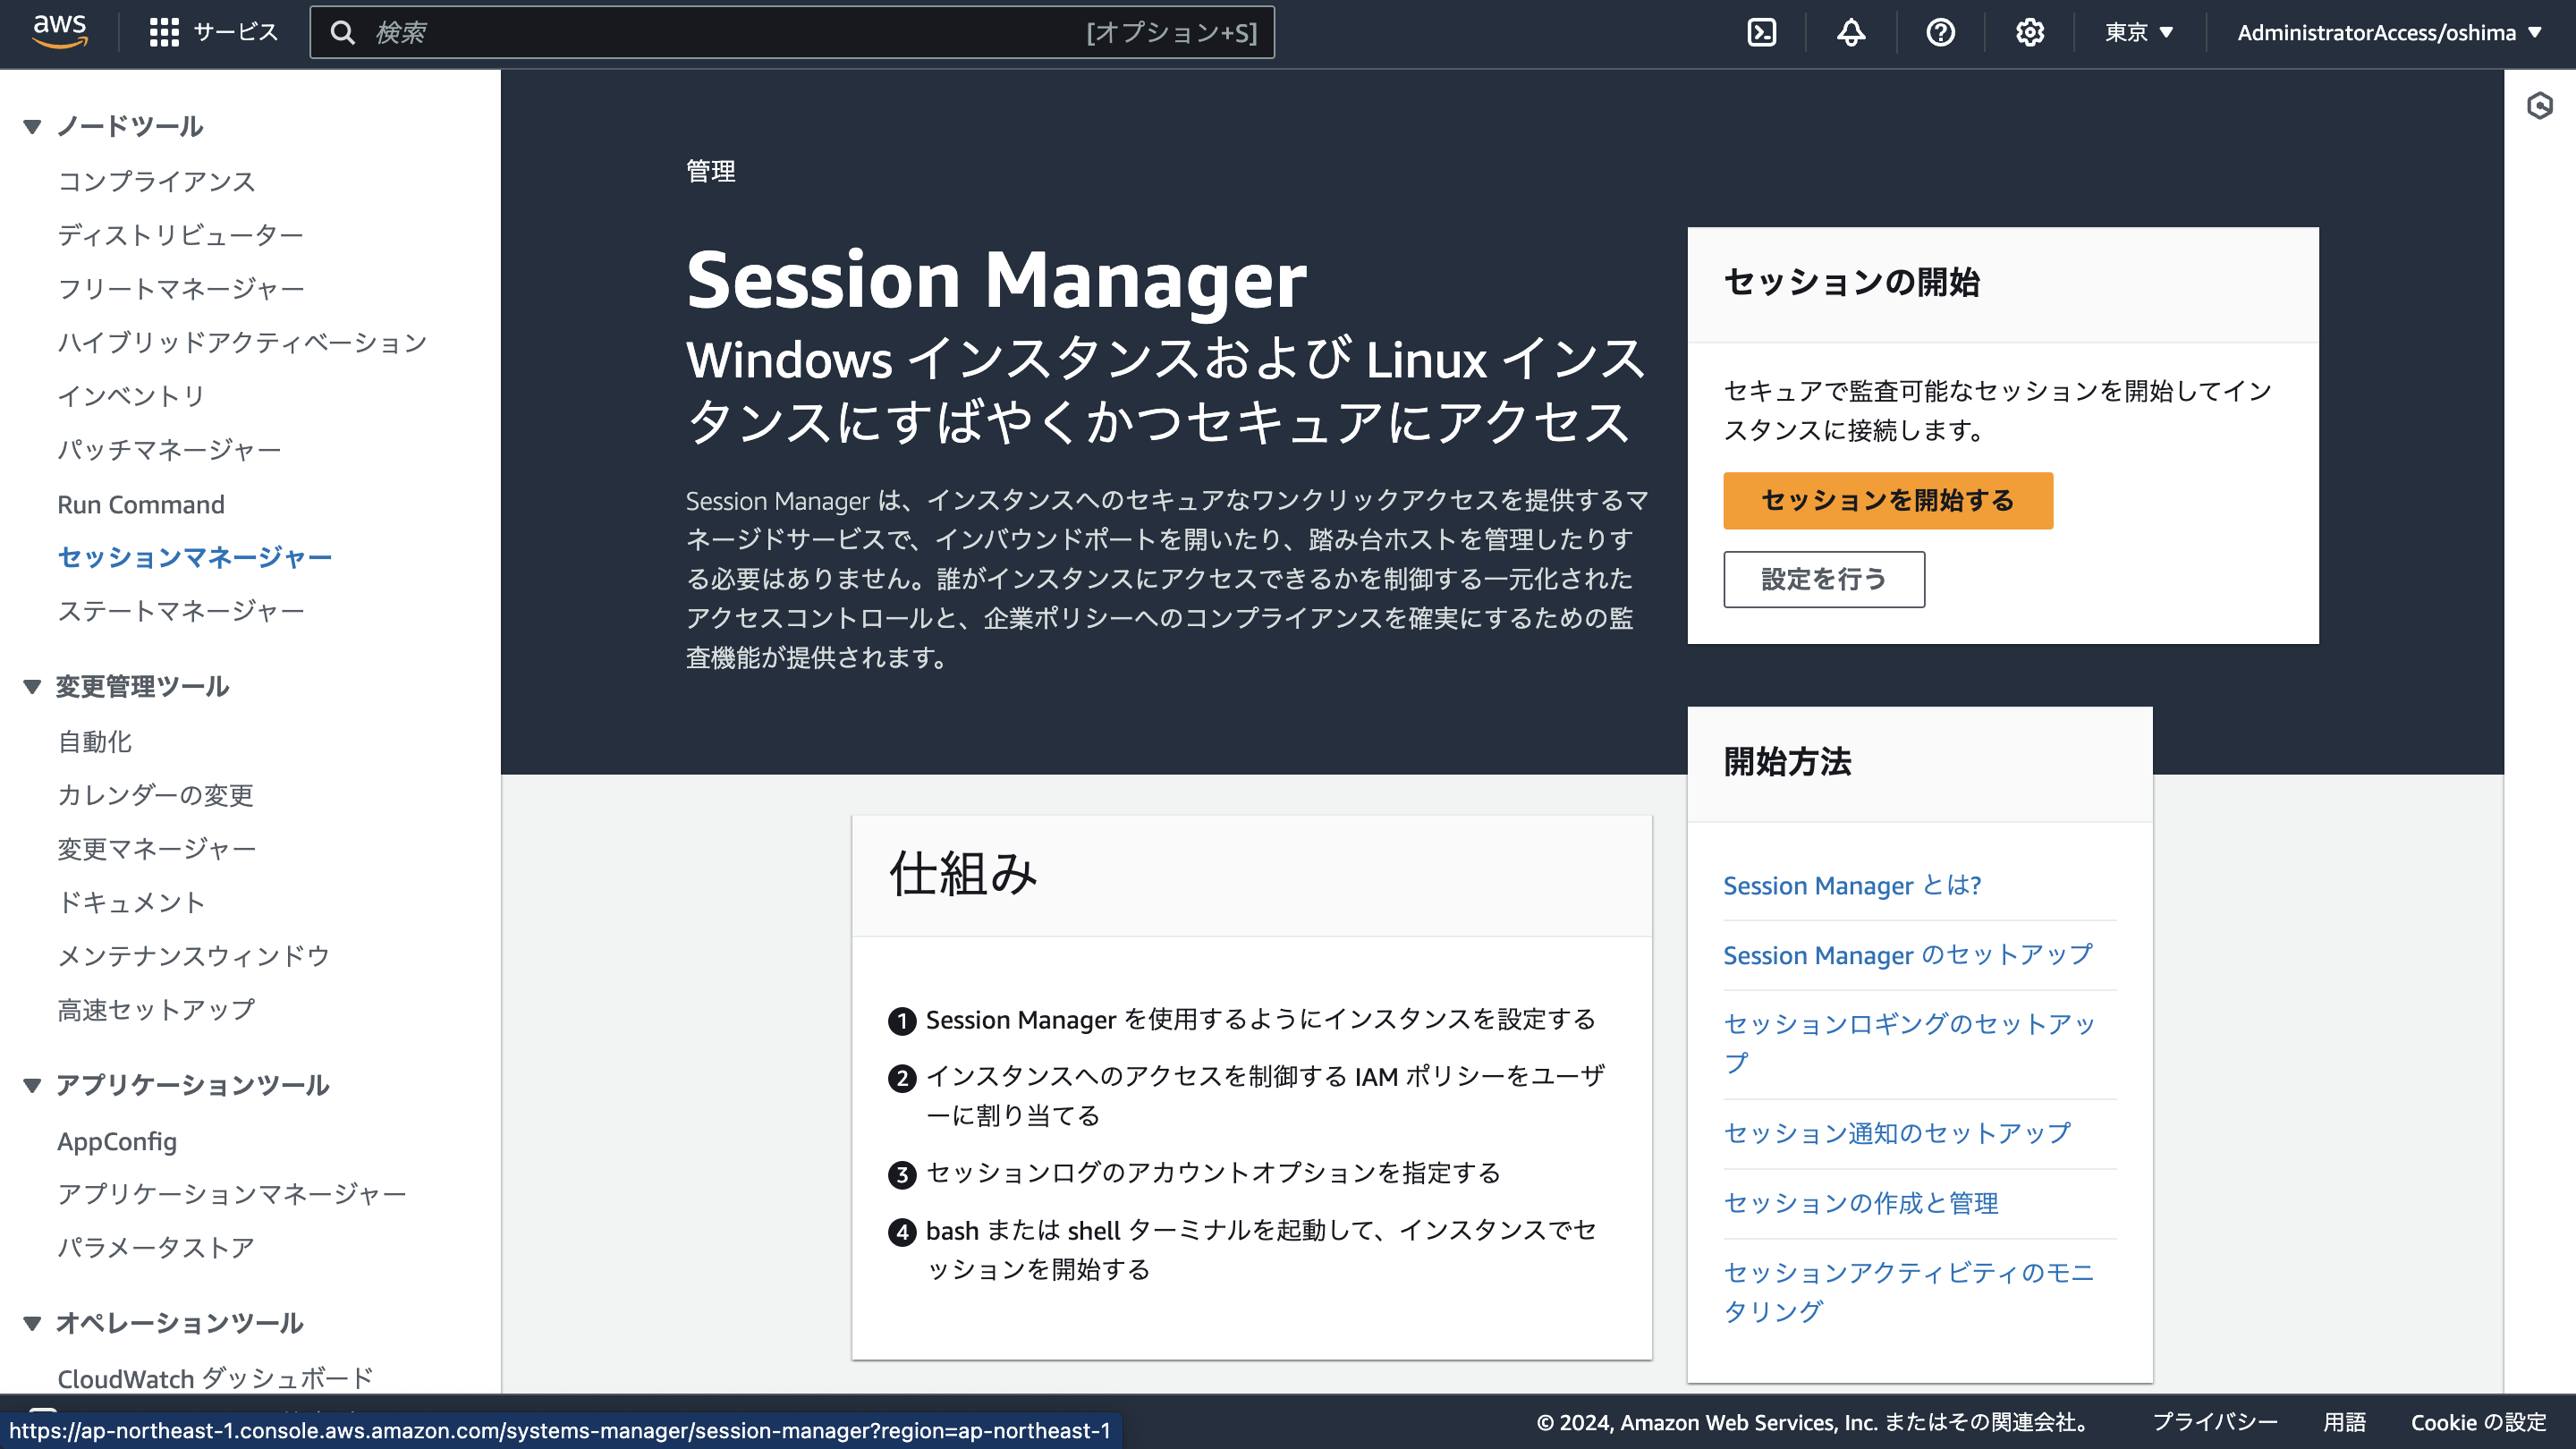 aws
サービス
検索
[オプション+S]
東京
AdministratorAccess/oshima
ノードツール
コンプライアンス
ディストリビューター
フリートマネージャー
ハイブリッドアクティベーション
インベントリ
パッチマネージャー
Run Command
セッションマネージャー
ステートマネージャー
変更管理ツール
自動化
カレンダーの変更
変更マネージャー
ドキュメント
メンテナンスウィンドウ
高速セットアップ
アプリケーションツール
AppConfig
アプリケーションマネージャー
パラメータストア
オペレーションツール
CloudWatch ダッシュボード
管理
Session Manager
Windows インスタンスおよび Linux インス
タンスにすばやくかつセキュアにアクセス
Session Manager は、インスタンスへのセキュアなワンクリックアクセスを提供するマ
ネージドサービスで、インバウンドポートを開いたり、踏み台ホストを管理したりす
る必要はありません。誰がインスタンスにアクセスできるかを制御する一元化された
アクセスコントロールと、企業ポリシーへのコンプライアンスを確実にするための監
査機能が提供されます。
セッションの開始
セキュアで監査可能なセッションを開始してイン
スタンスに接続します。
セッションを開始する
設定を行う
仕組み
1 Session Manager を使用するようにインスタンスを設定する
2 インスタンスへのアクセスを制御する IAM ポリシーをユーザ
ーに割り当てる
3 セッションログのアカウントオプションを指定する
4 bash または shell ターミナルを起動して、インスタンスでセ
ッションを開始する
開始方法
Session Manager とは?
Session Manager のセットアップ
セッションロギングのセットアッ
プ
セッション通知のセットアップ
セッションの作成と管理
セッションアクティビティのモニ
タリング
https://ap-northeast-1.console.aws.amazon.com/systems-manager/session-manager?region=ap-northeast-1
© 2024, Amazon Web Services, Inc. またはその関連会社。
プライバシー
用語
Cookie の設定